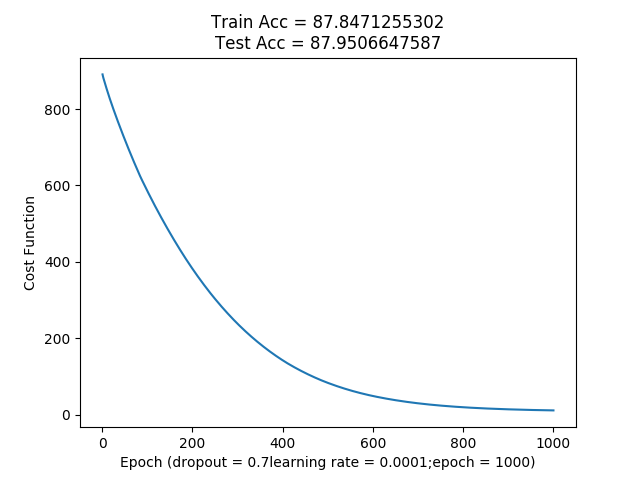 Train Acc = 87.8471255302
Test Acc = 87.9506647587
800
600
400
200
0
Cost Function
0 200 400 600 800 1000
Epoch (dropout = 0.7learning rate = 0.0001;epoch = 1000)